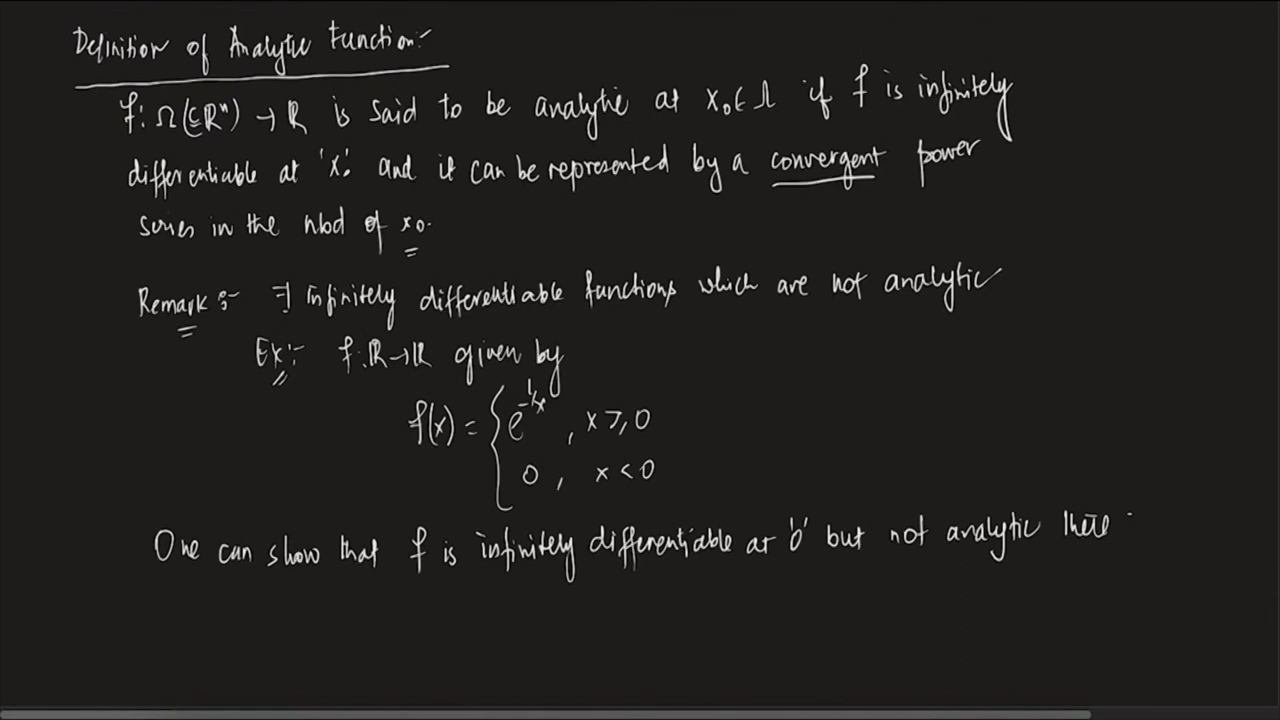 Definition of Analytic Function:-
f: Ω(⊆ℝⁿ) → ℝ is said to be analytic at x₀ ∈ Ω if f is infinitely
differentiable at 'x₀' and it can be represented by a convergent power
series in the nbd of x₀.
Remark :- ∃ infinitely differentiable functions which are not analytic
Ex:- f: ℝ → ℝ given by
f(x) = { e^{-1/x} , x ≥ 0
0 , x < 0
One can show that f is infinitely differentiable at '0' but not analytic there.